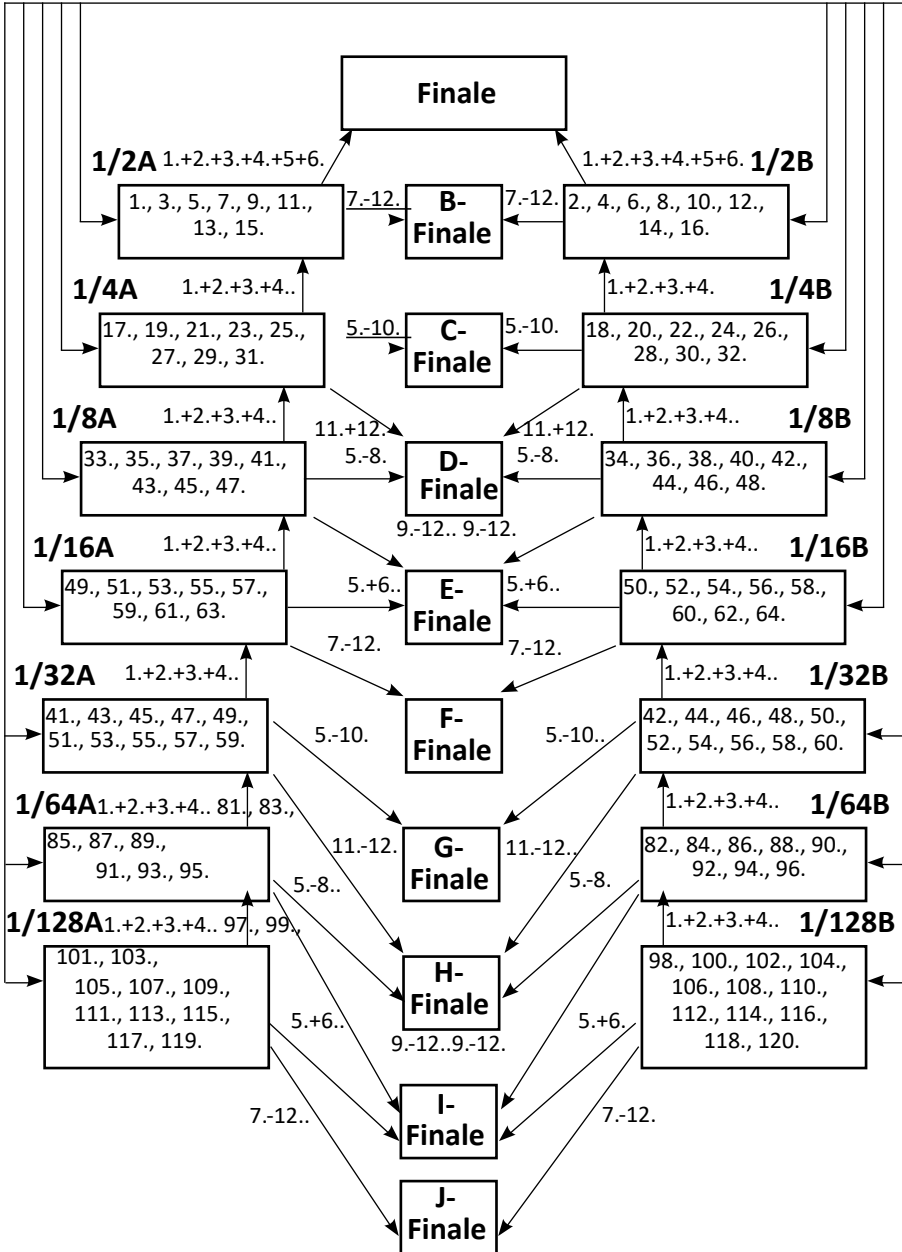 Finale
1/2A 1.+2.+3.+4.+5+6. 1.+2.+3.+4.+5+6. 1/2B
1., 3., 5., 7., 9., 11.,
13., 15.
7.-12.
B-
Finale
7.-12.
2., 4., 6., 8., 10., 12.,
14., 16.
1/4A 1.+2.+3.+4.. 1.+2.+3.+4. 1/4B
17., 19., 21., 23., 25.,
27., 29., 31.
5.-10.
C-
Finale
5.-10.
18., 20., 22., 24., 26.,
28., 30., 32.
1/8A 1.+2.+3.+4.. 11.+12. 11.+12. 1.+2.+3.+4.. 1/8B
33., 35., 37., 39., 41.,
43., 45., 47.
5.-8.
D-
Finale
5.-8.
34., 36., 38., 40., 42.,
44., 46., 48.
9.-12.. 9.-12.
1/16A 1.+2.+3.+4.. 1.+2.+3.+4.. 1/16B
49., 51., 53., 55., 57.,
59., 61., 63.
5.+6..
E-
Finale
5.+6..
50., 52., 54., 56., 58.,
60., 62., 64.
7.-12. 7.-12.
1/32A 1.+2.+3.+4.. 1.+2.+3.+4.. 1/32B
41., 43., 45., 47., 49.,
51., 53., 55., 57., 59.
5.-10.
F-
Finale
5.-10..
42., 44., 46., 48., 50.,
52., 54., 56., 58., 60.
1/64A 1.+2.+3.+4.. 81., 83., 1.+2.+3.+4.. 1/64B
85., 87., 89.,
91., 93., 95.
11.-12.
G-
Finale
11.-12..
82., 84., 86., 88., 90.,
92., 94., 96.
5.-8.. 5.-8.
1/128A 1.+2.+3.+4.. 97., 99., 1.+2.+3.+4.. 1/128B
101., 103.,
105., 107., 109.,
111., 113., 115.,
117., 119.
H-
Finale
98., 100., 102., 104.,
106., 108., 110.,
112., 114., 116.,
118., 120.
5.+6.. 5.+6.
9.-12..9.-12.
7.-12..
I-
Finale
7.-12.
J-
Finale